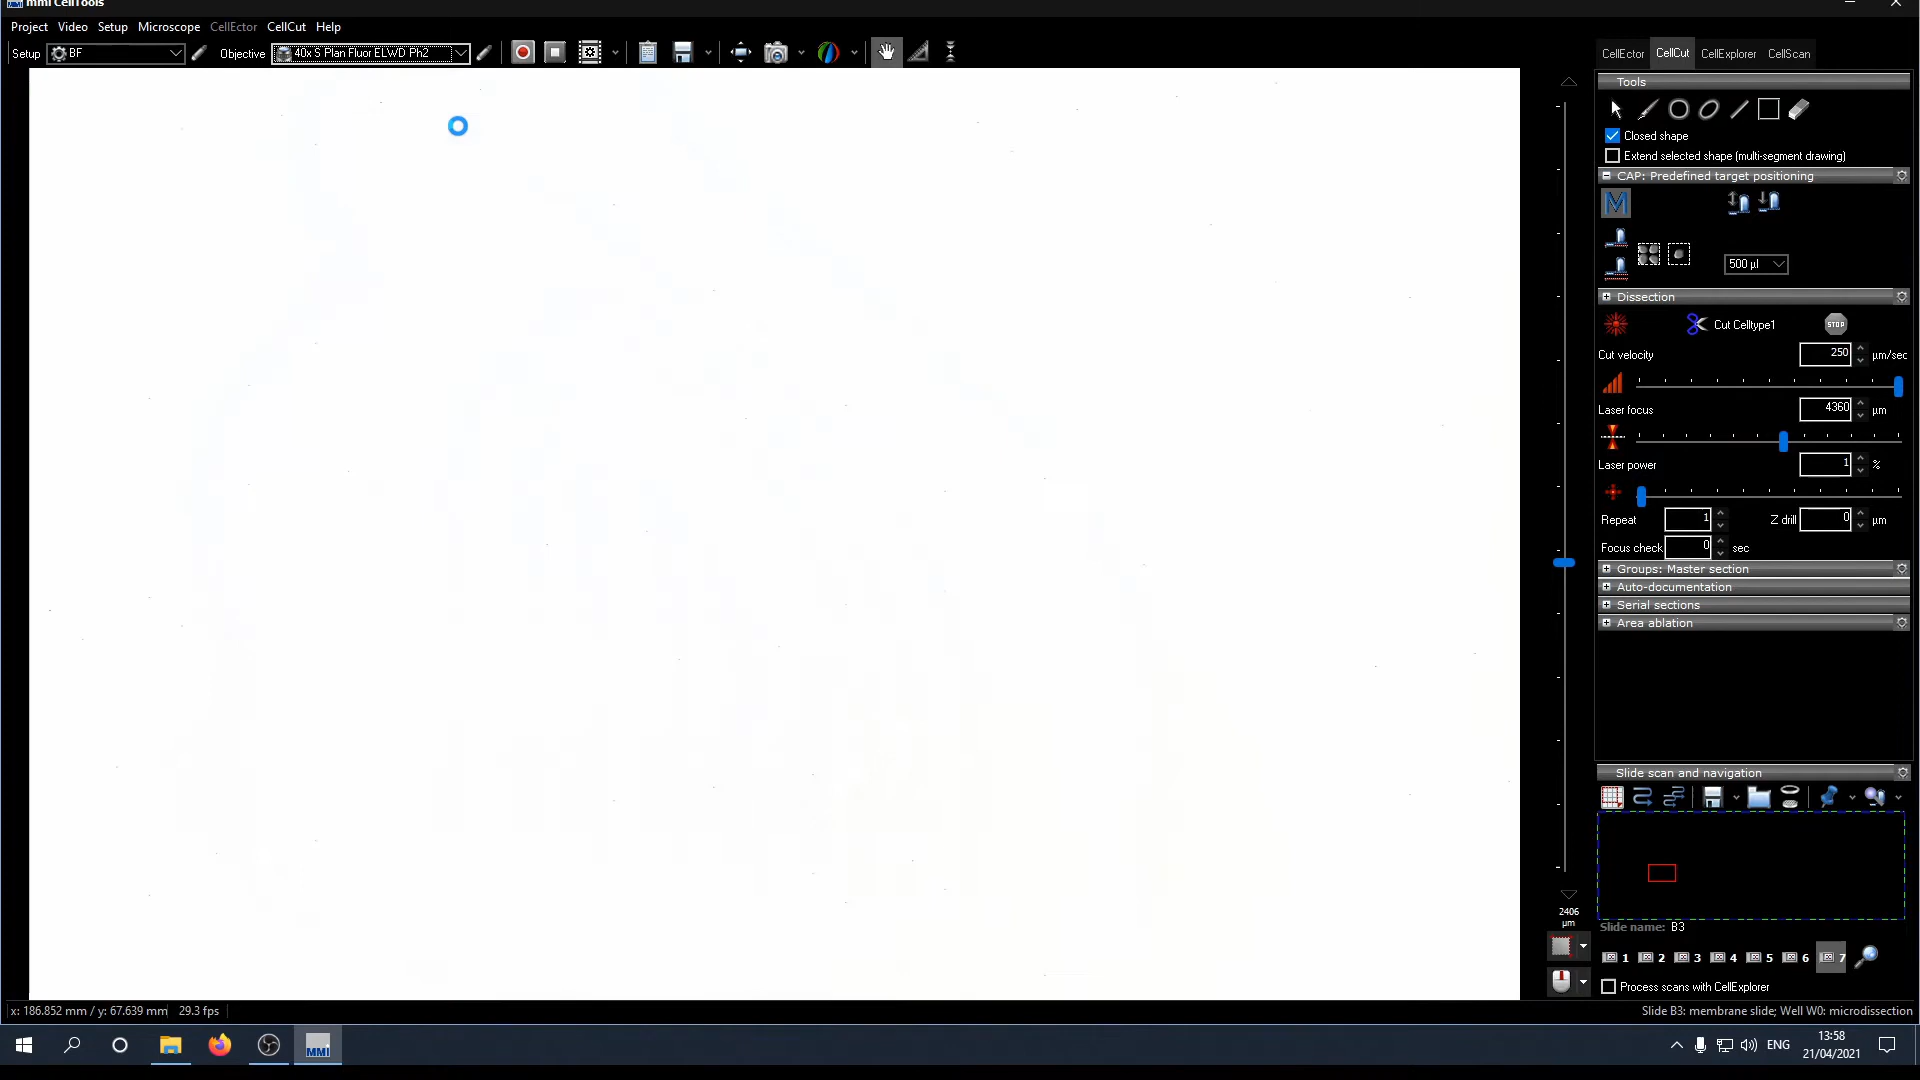 mmi CellTools
Project Video Setup Microscope CellEctor CellCut Help
Setup BF Objective 40x S Plan Fluor ELWD Ph2
CellEctor CellCut CellExplorer CellScan
Tools
Closed shape
Extend selected shape (multi-segment drawing)
CAP: Predefined target positioning
M
500 µl
Dissection
Cut Celltype1 STOP
Cut velocity 250 µm/sec
Laser focus 4360 µm
Laser power 1 %
Repeat 1 Z drill 0 µm
Focus check 0 sec
Groups: Master section
Auto-documentation
Serial sections
Area ablation
Slide scan and navigation
2406
µm
Slide name: B3
1 2 3 4 5 6 7
Process scans with CellExplorer
x: 186.852 mm / y: 67.639 mm 29.3 fps
Slide B3: membrane slide; Well W0: microdissection
MMI
ENG
13:58
21/04/2021